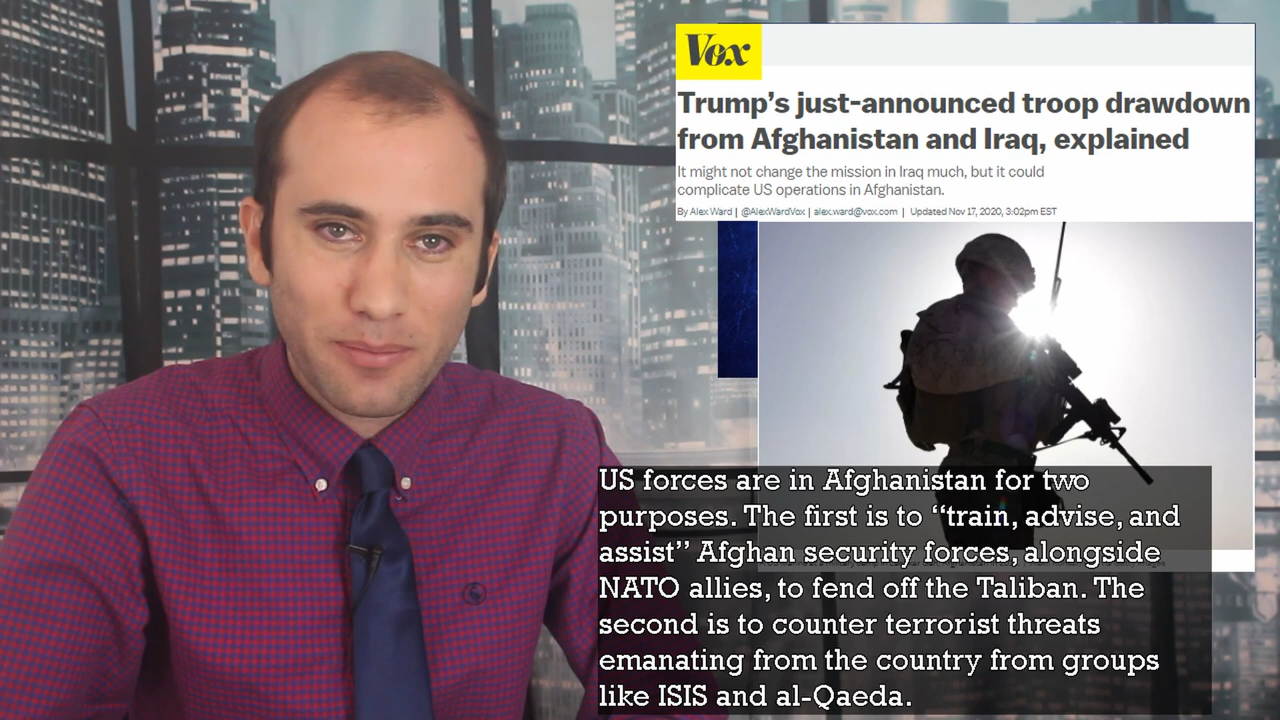 Vox
Trump's just-announced troop drawdown
from Afghanistan and Iraq, explained
It might not change the mission in Iraq much, but it could
complicate US operations in Afghanistan.
By Alex Ward | @AlexWardVox | alex.ward@vox.com | Updated Nov 17, 2020, 3:02pm EST
US forces are in Afghanistan for two
purposes. The first is to “train, advise, and
assist” Afghan security forces, alongside
NATO allies, to fend off the Taliban. The
second is to counter terrorist threats
emanating from the country from groups
like ISIS and al-Qaeda.